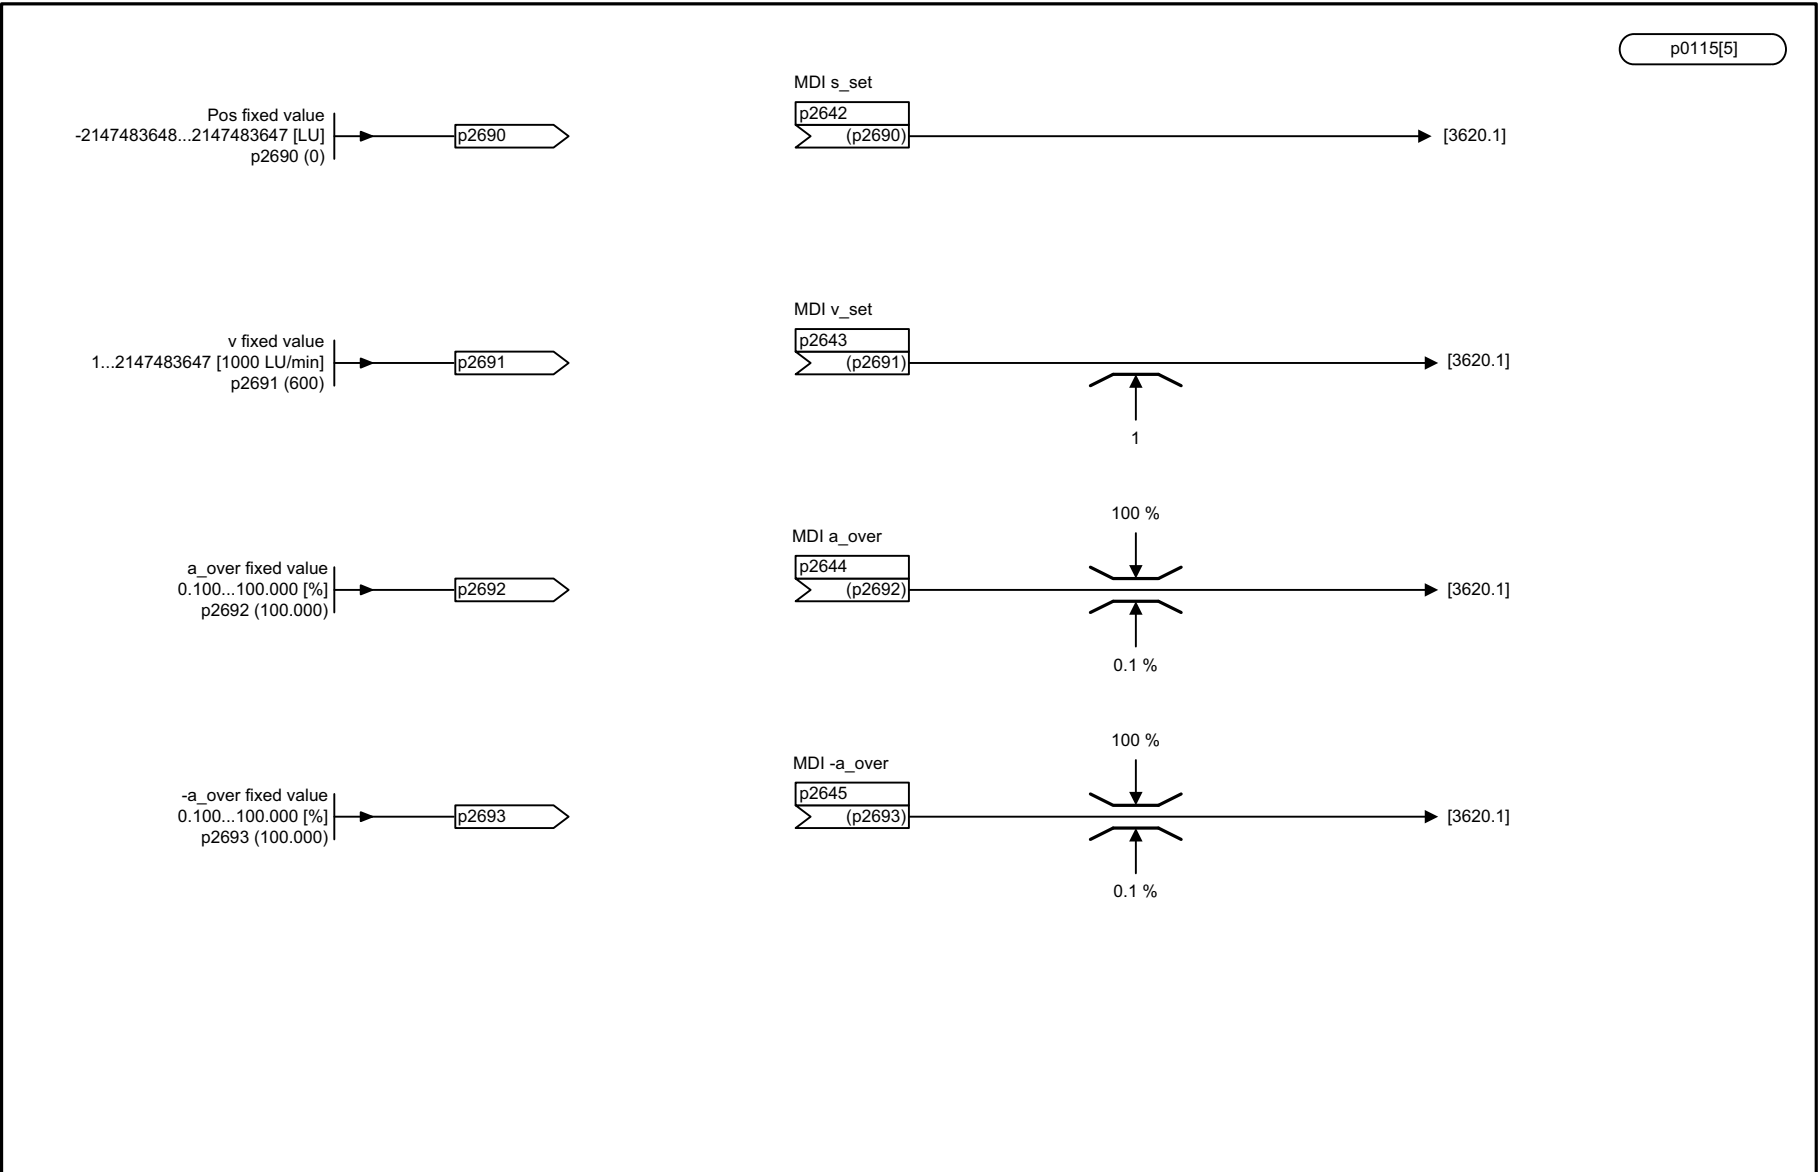 p0115[5]
MDI s_set
Pos fixed value
-2147483648...2147483647 [LU]
p2690 (0)
p2690
p2642
(p2690)
[3620.1]
MDI v_set
v fixed value
1...2147483647 [1000 LU/min]
p2691 (600)
p2691
p2643
(p2691)
[3620.1]
1
100 %
MDI a_over
a_over fixed value
0.100...100.000 [%]
p2692 (100.000)
p2692
p2644
(p2692)
[3620.1]
0.1 %
100 %
MDI -a_over
-a_over fixed value
0.100...100.000 [%]
p2693 (100.000)
p2693
p2645
(p2693)
[3620.1]
0.1 %